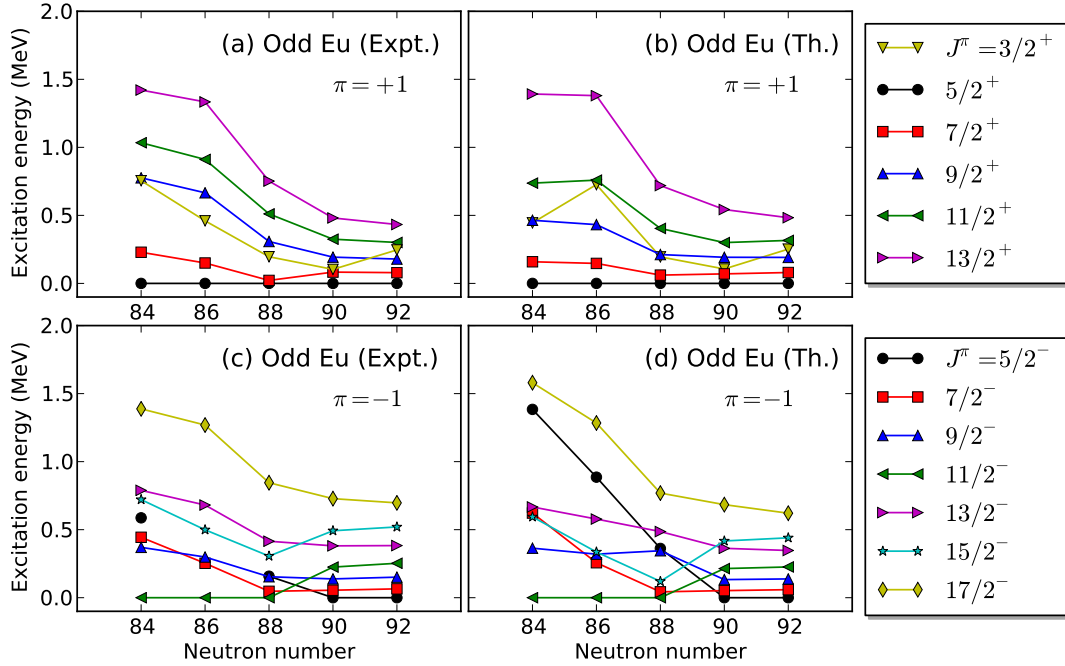 2.0
1.5
1.0
0.5
0.0
Excitation energy (MeV)
(a) Odd Eu (Expt.)
π=+1
84 86 88 90 92
(b) Odd Eu (Th.)
π=+1
84 86 88 90 92
J^π =3/2^+
5/2^+
7/2^+
9/2^+
11/2^+
13/2^+
2.0
1.5
1.0
0.5
0.0
Excitation energy (MeV)
(c) Odd Eu (Expt.)
π=−1
84 86 88 90 92
Neutron number
(d) Odd Eu (Th.)
π=−1
84 86 88 90 92
Neutron number
J^π =5/2^−
7/2^−
9/2^−
11/2^−
13/2^−
15/2^−
17/2^−